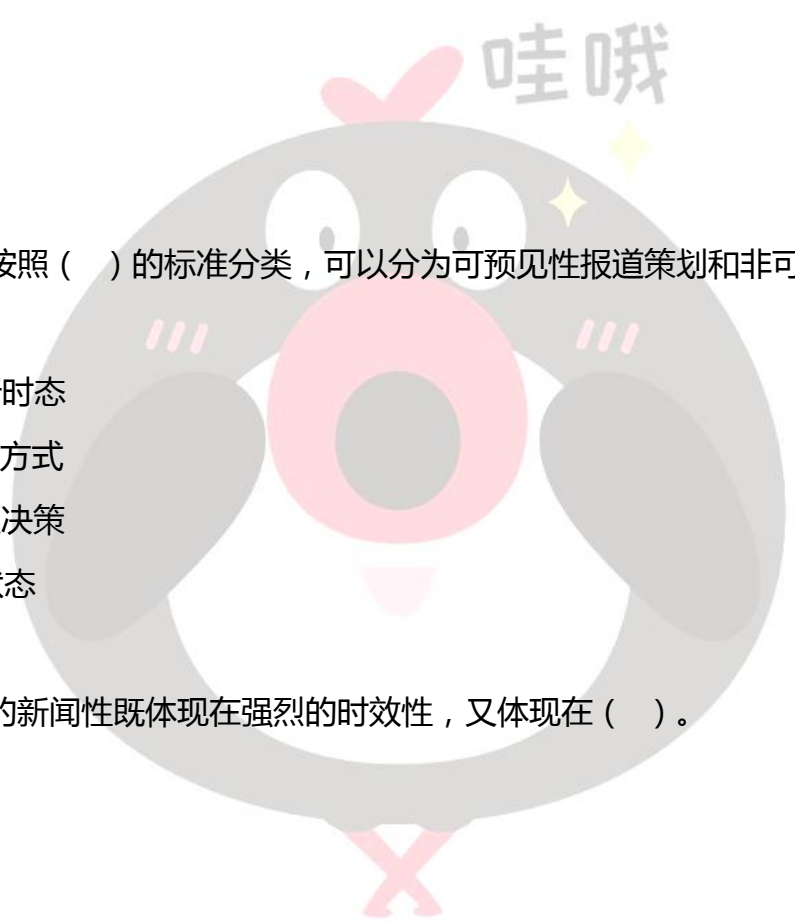 哇哦
按照（　）的标准分类，可以分为可预见性报道策划和非可
时态
方式
决策
态
的新闻性既体现在强烈的时效性，又体现在（　）。